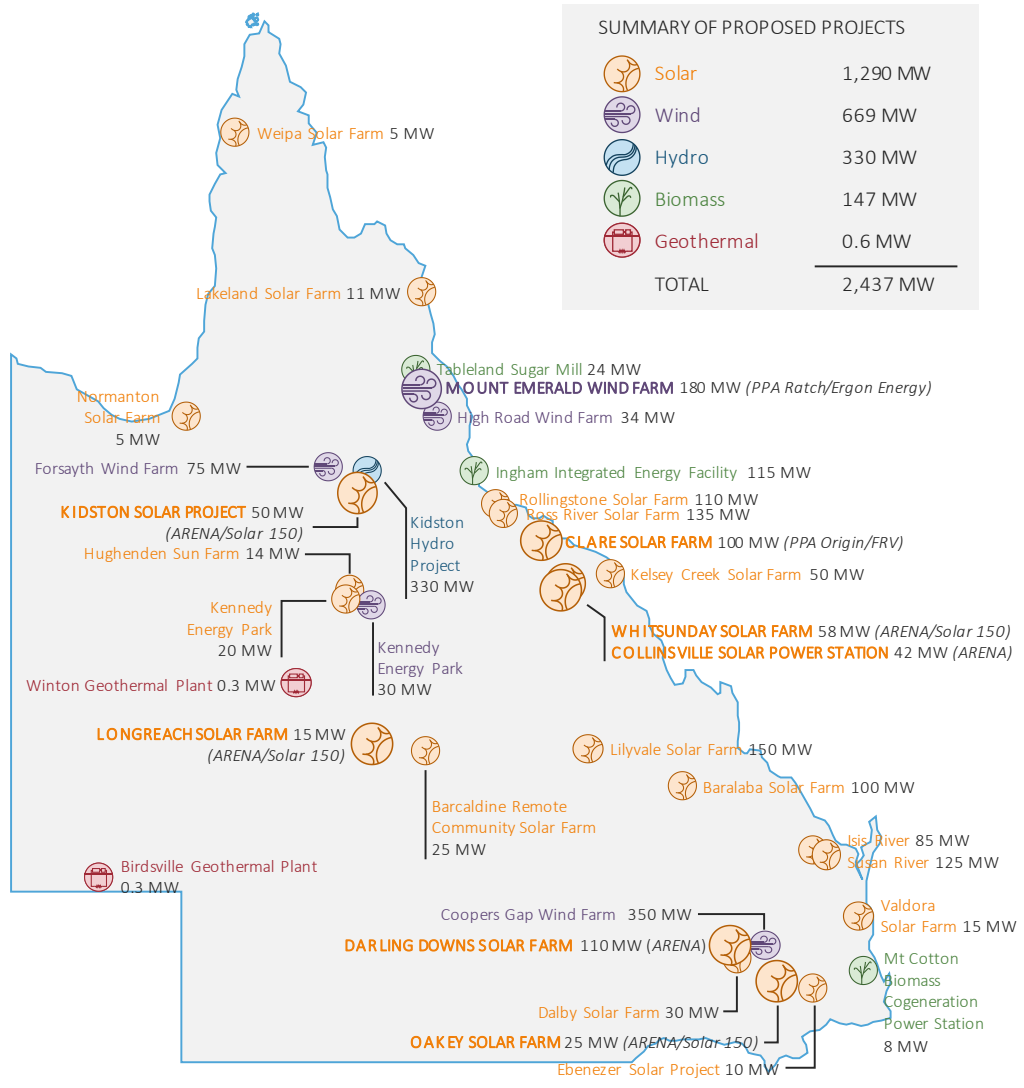 SUMMARY OF PROPOSED PROJECTS
Solar 1,290 MW
Wind 669 MW
Hydro 330 MW
Biomass 147 MW
Geothermal 0.6 MW
TOTAL 2,437 MW
Weipa Solar Farm 5 MW
Lakeland Solar Farm 11 MW
Tableland Sugar Mill 24 MW
MOUNT EMERALD WIND FARM 180 MW (PPA Ratch/Ergon Energy)
High Road Wind Farm 34 MW
Normanton
Solar Farm
5 MW
Forsayth Wind Farm 75 MW
Ingham Integrated Energy Facility 115 MW
Rollingstone Solar Farm 110 MW
Ross River Solar Farm 135 MW
KIDSTON SOLAR PROJECT 50 MW
(ARENA/Solar 150)
Kidston
Hydro
Project
330 MW
CLARE SOLAR FARM 100 MW (PPA Origin/FRV)
Hughenden Sun Farm 14 MW
Kelsey Creek Solar Farm 50 MW
Kennedy
Energy Park
20 MW
WHITSUNDAY SOLAR FARM 58 MW (ARENA/Solar 150)
COLLINSVILLE SOLAR POWER STATION 42 MW (ARENA)
Kennedy
Energy Park
30 MW
Winton Geothermal Plant 0.3 MW
LONGREACH SOLAR FARM 15 MW
(ARENA/Solar 150)
Lilyvale Solar Farm 150 MW
Baralaba Solar Farm 100 MW
Barcaldine Remote
Community Solar Farm
25 MW
Isis River 85 MW
Susan River 125 MW
Birdsville Geothermal Plant
0.3 MW
Valdora
Solar Farm 15 MW
Coopers Gap Wind Farm 350 MW
DARLING DOWNS SOLAR FARM 110 MW (ARENA)
Mt Cotton
Biomass
Cogeneration
Power Station
8 MW
Dalby Solar Farm 30 MW
OAKEY SOLAR FARM 25 MW (ARENA/Solar 150)
Ebenezer Solar Project 10 MW